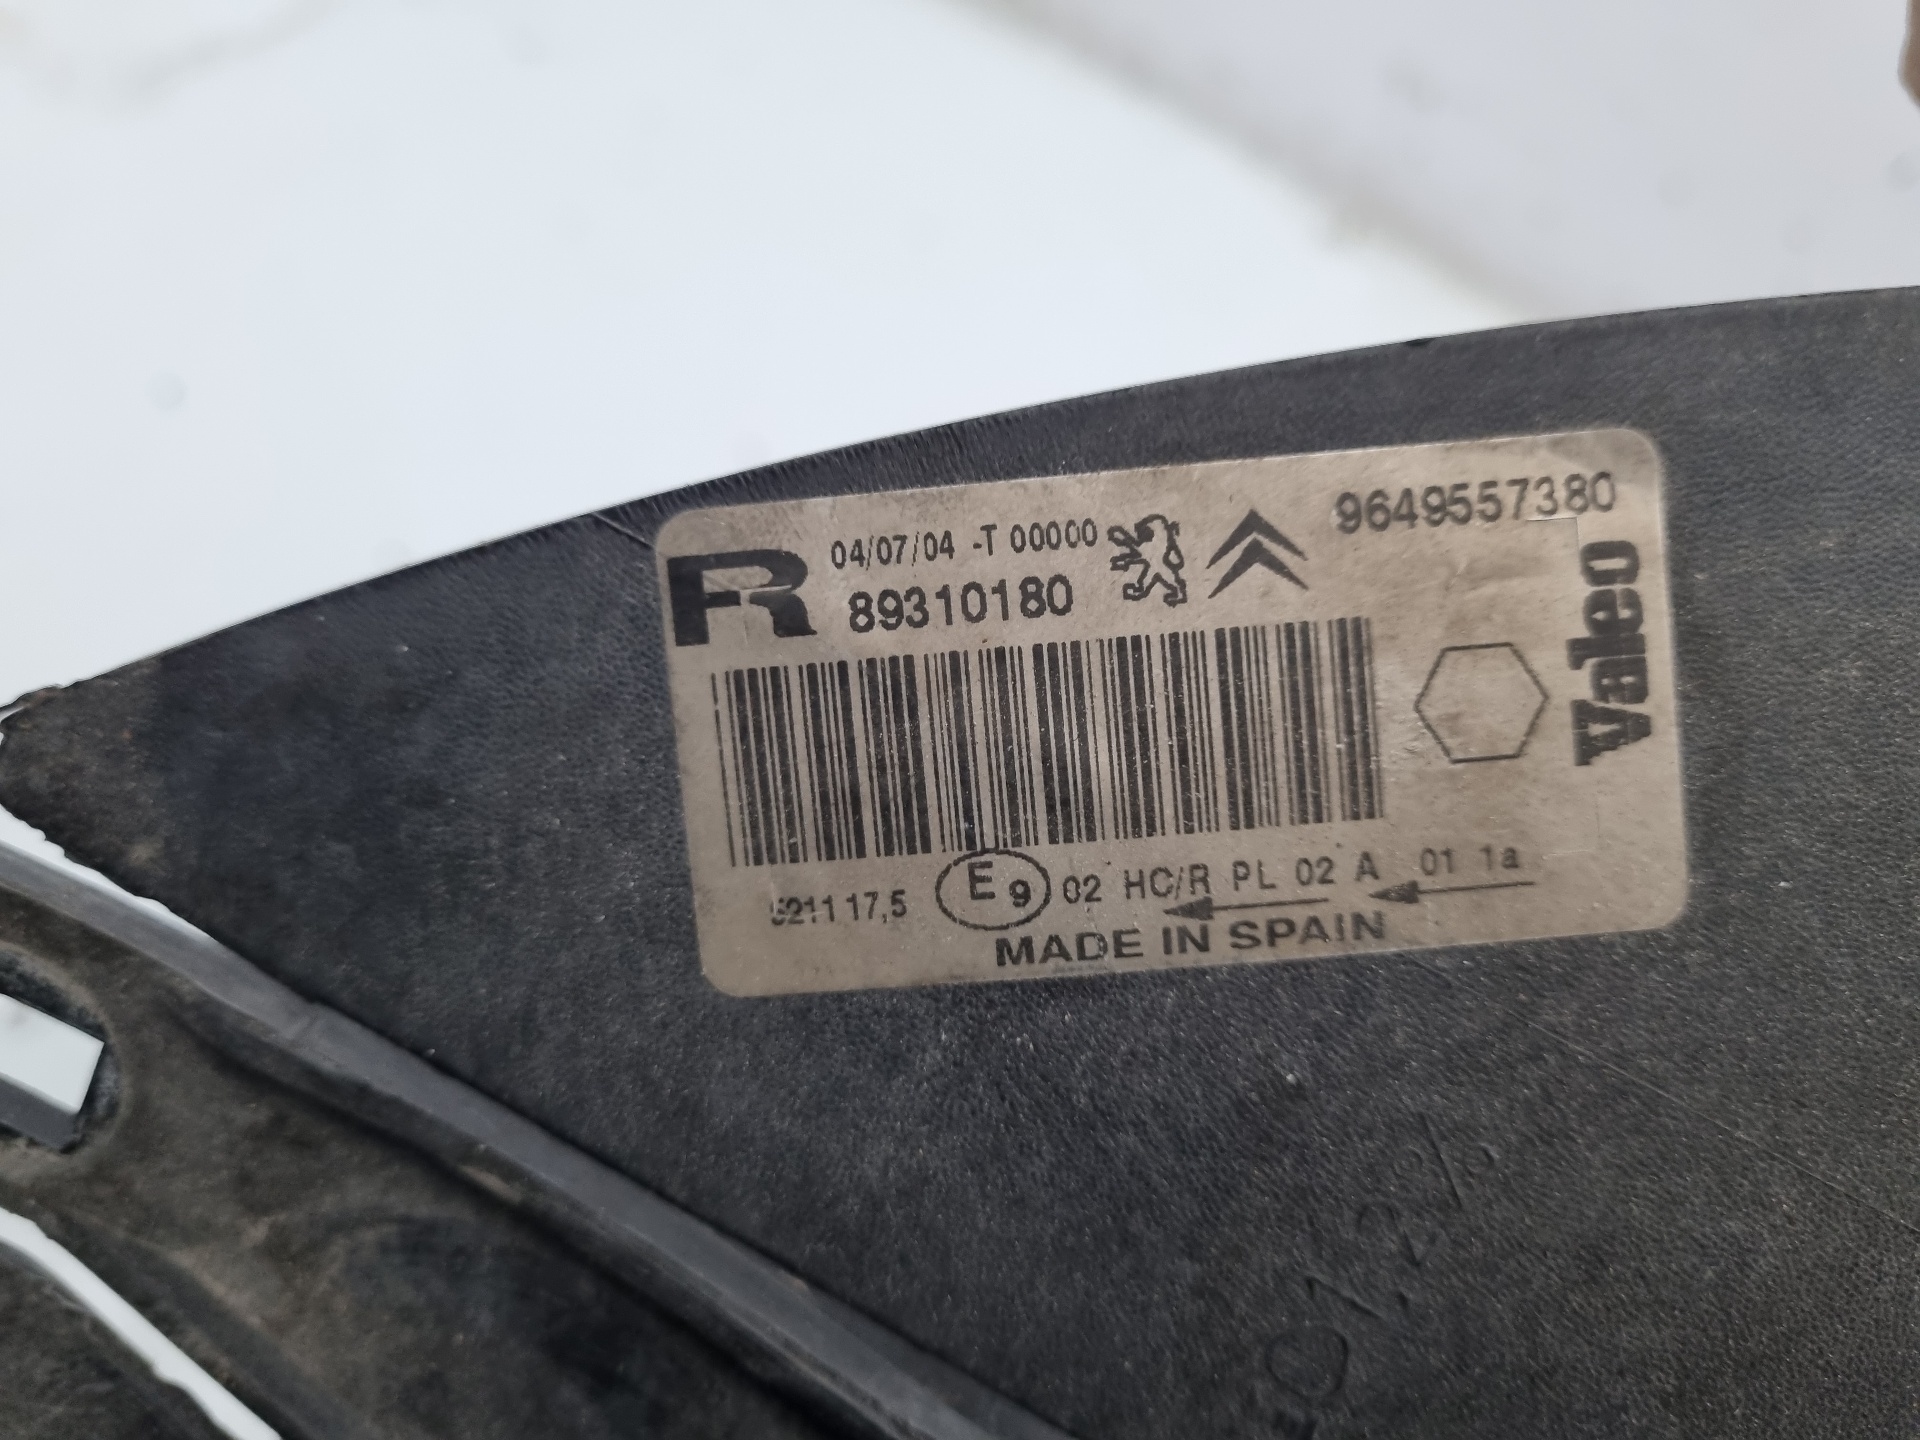 R
04/07/04 -T 00000
89310180
9649557380
Valeo
5211 17,5
E9 02 HC/R PL 02 A 01 1a
MADE IN SPAIN